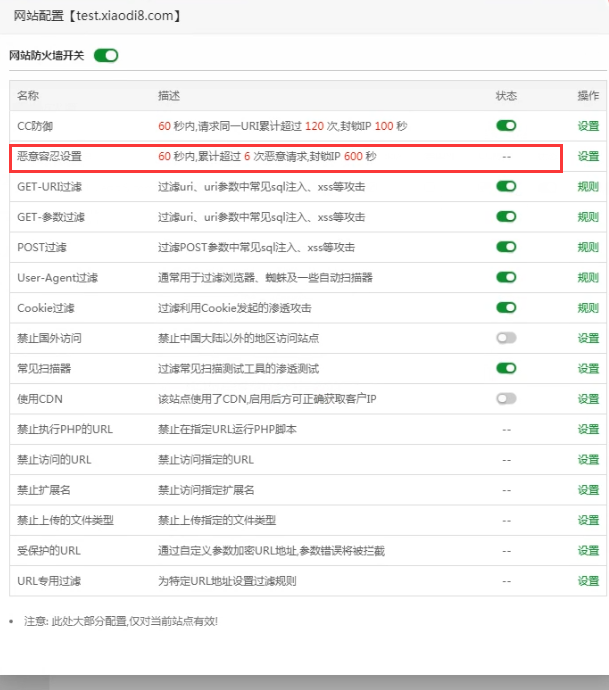 网站配置【test.xiaodi8.com】
网站防火墙开关
名称 描述 状态 操作
CC防御 60 秒内,请求同一URI累计超过 120 次,封锁IP 100 秒 设置
恶意容忍设置 60 秒内,累计超过 6 次恶意请求,封锁IP 600 秒 -- 设置
GET-URI过滤 过滤uri、uri参数中常见sql注入、xss等攻击 规则
GET-参数过滤 过滤uri、uri参数中常见sql注入、xss等攻击 规则
POST过滤 过滤POST参数中常见sql注入、xss等攻击 规则
User-Agent过滤 通常用于过滤浏览器、蜘蛛及一些自动扫描器 规则
Cookie过滤 过滤利用Cookie发起的渗透攻击 规则
禁止国外访问 禁止中国大陆以外的地区访问站点 设置
常见扫描器 过滤常见扫描测试工具的渗透测试 设置
使用CDN 该站点使用了CDN,启用后方可正确获取客户IP 设置
禁止执行PHP的URL 禁止在指定URL运行PHP脚本 -- 设置
禁止访问的URL 禁止访问指定的URL -- 设置
禁止扩展名 禁止访问指定扩展名 -- 设置
禁止上传的文件类型 禁止上传指定的文件类型 -- 设置
受保护的URL 通过自定义参数加密URL地址,参数错误将被拦截 -- 设置
URL专用过滤 为特定URL地址设置过滤规则 -- 设置
• 注意: 此处大部分配置,仅对当前站点有效!